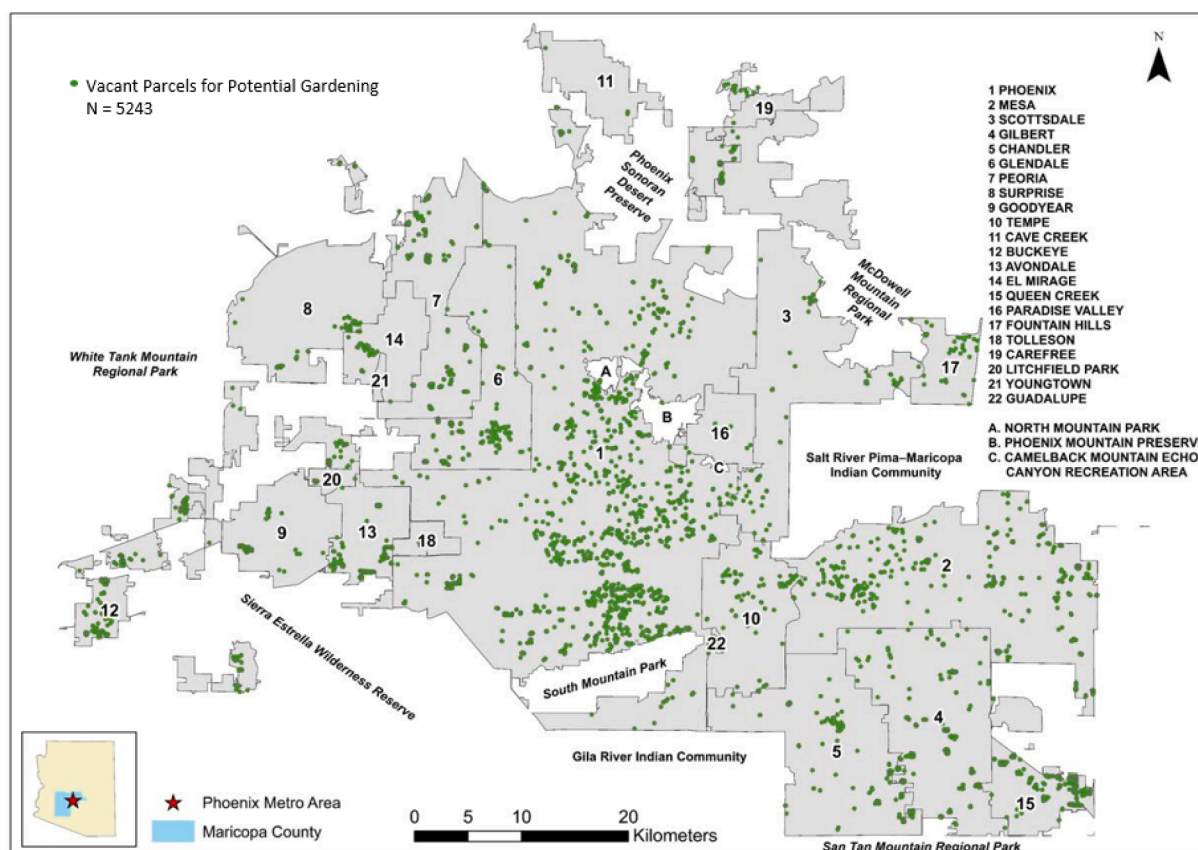 N
Vacant Parcels for Potential Gardening
N = 5243
1 PHOENIX
2 MESA
3 SCOTTSDALE
4 GILBERT
5 CHANDLER
6 GLENDALE
7 PEORIA
8 SURPRISE
9 GOODYEAR
10 TEMPE
11 CAVE CREEK
12 BUCKEYE
13 AVONDALE
14 EL MIRAGE
15 QUEEN CREEK
16 PARADISE VALLEY
17 FOUNTAIN HILLS
18 TOLLESON
19 CAREFREE
20 LITCHFIELD PARK
21 YOUNGTOWN
22 GUADALUPE
A. NORTH MOUNTAIN PARK
B. PHOENIX MOUNTAIN PRESERV
C. CAMELBACK MOUNTAIN ECHO
CANYON RECREATION AREA
11
19
Phoenix
Sonoran
Desert
Preserve
McDowell
Mountain
Regional
Park
8
7
3
14
White Tank Mountain
Regional Park
21
6
A
17
B
16
1
C
Salt River Pima–Maricopa
Indian Community
20
9
13
18
2
12
10
22
Sierra Estrella Wilderness Reserve
South Mountain Park
4
5
Gila River Indian Community
15
Phoenix Metro Area
Maricopa County
0 5 10 20
Kilometers
San Tan Mountain Regional Park